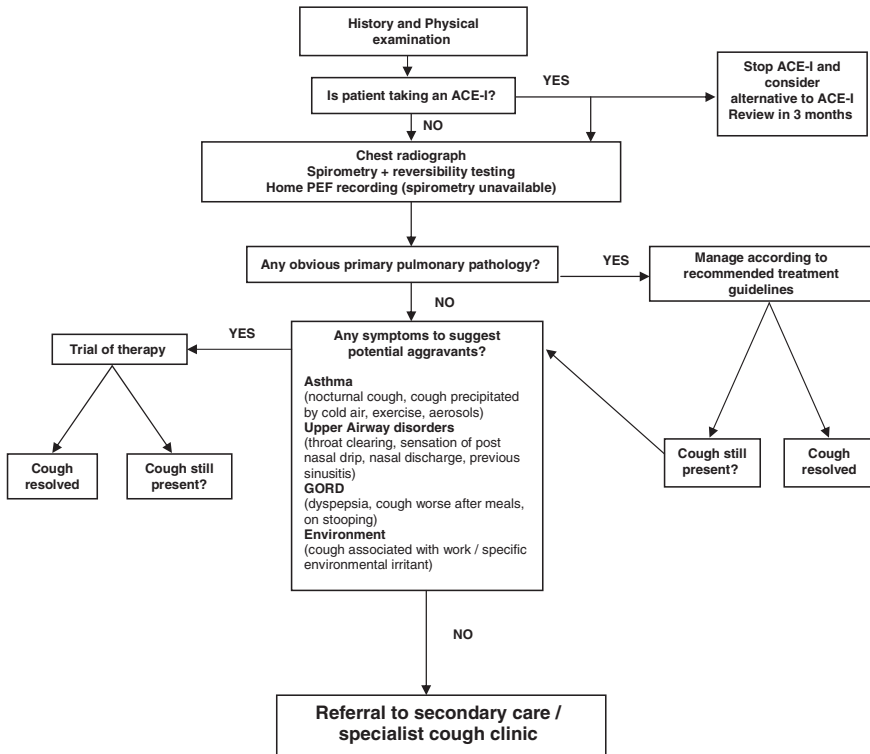 History and Physical
examination
Is patient taking an ACE-I?
YES
Stop ACE-I and
consider
alternative to ACE-I
Review in 3 months
NO
Chest radiograph
Spirometry + reversibility testing
Home PEF recording (spirometry unavailable)
Any obvious primary pulmonary pathology?
YES
Manage according to
recommended treatment
guidelines
NO
Any symptoms to suggest
potential aggravants?
Asthma
(nocturnal cough, cough precipitated
by cold air, exercise, aerosols)
Upper Airway disorders
(throat clearing, sensation of post
nasal drip, nasal discharge, previous
sinusitis)
GORD
(dyspepsia, cough worse after meals,
on stooping)
Environment
(cough associated with work / specific
environmental irritant)
YES
Trial of therapy
Cough
resolved
Cough still
present?
Cough still
present?
Cough
resolved
NO
Referral to secondary care /
specialist cough clinic